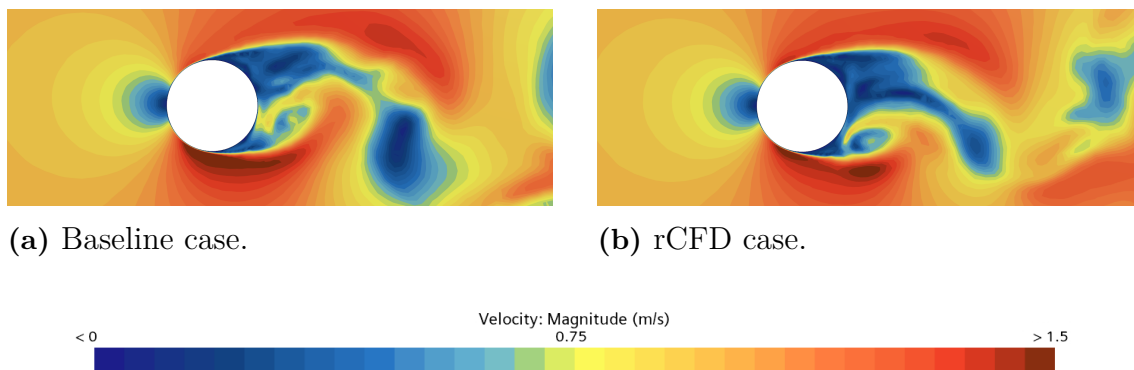 (a) Baseline case.
(b) rCFD case.
Velocity: Magnitude (m/s)
< 0 0.75 > 1.5